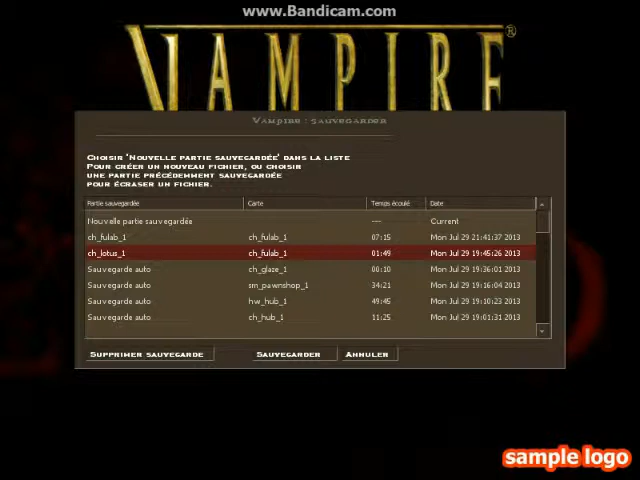 www.Bandicam.com
VAMPIRE®
VAMPIRE : SAUVEGARDER
CHOISIR 'NOUVELLE PARTIE SAUVEGARDÉE' DANS LA LISTE
POUR CRÉER UN NOUVEAU FICHIER, OU CHOISIR
UNE PARTIE PRÉCÉDEMMENT SAUVEGARDÉE
POUR ÉCRASER UN FICHIER.
Partie sauvegardée Carte Temps écoulé Date
Nouvelle partie sauvegardée --- Current
ch_fulab_1 ch_fulab_1 07:15 Mon Jul 29 21:41:37 2013
ch_lotus_1 ch_fulab_1 01:49 Mon Jul 29 19:45:26 2013
Sauvegarde auto ch_glaze_1 00:10 Mon Jul 29 19:36:01 2013
Sauvegarde auto sm_pawnshop_1 34:21 Mon Jul 29 19:16:04 2013
Sauvegarde auto hw_hub_1 49:45 Mon Jul 29 19:10:23 2013
Sauvegarde auto ch_hub_1 11:25 Mon Jul 29 19:01:31 2013
SUPPRIMER SAUVEGARDE SAUVEGARDER ANNULER
sample logo